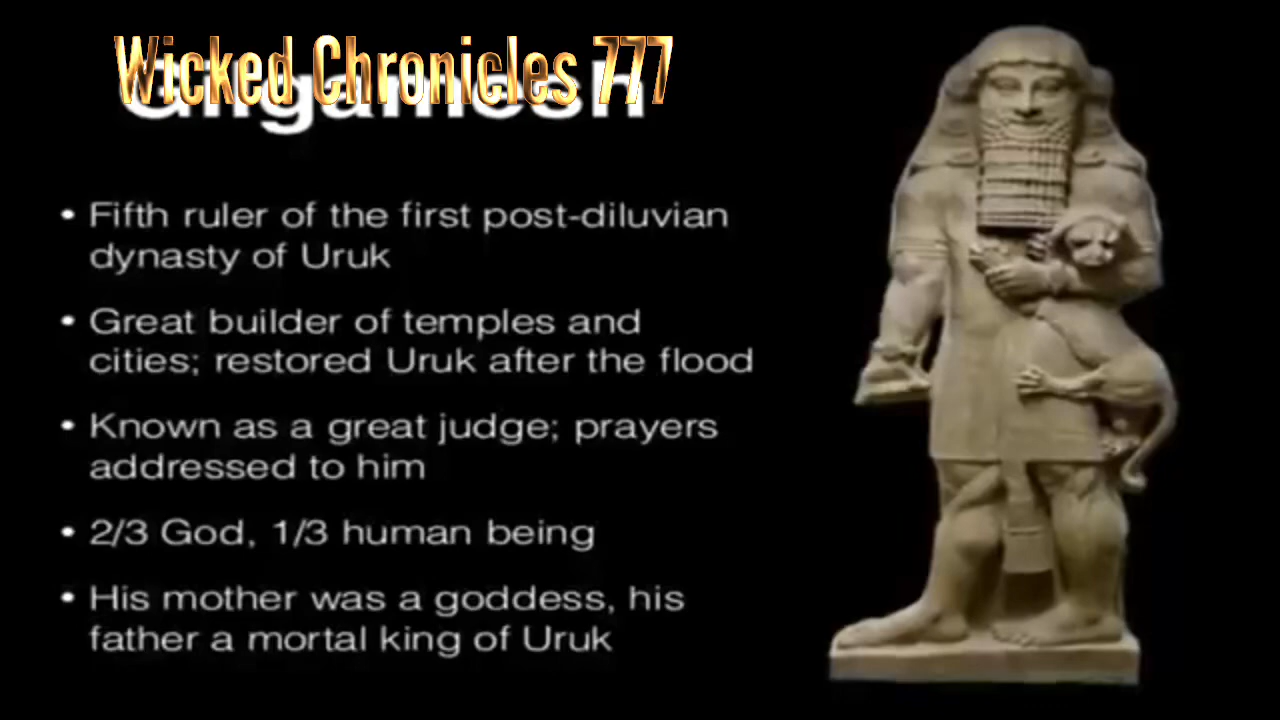 Wicked Chronicles 777
Gilgamesh
• Fifth ruler of the first post-diluvian
dynasty of Uruk
• Great builder of temples and
cities; restored Uruk after the flood
• Known as a great judge; prayers
addressed to him
• 2/3 God, 1/3 human being
• His mother was a goddess, his
father a mortal king of Uruk